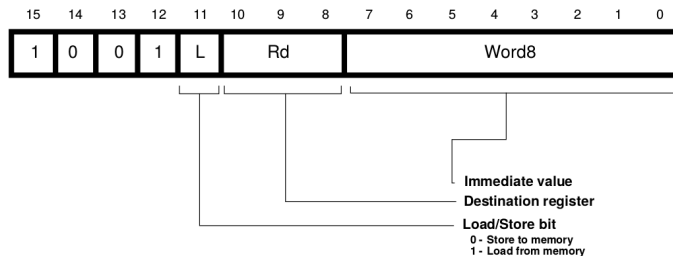 15 14 13 12 11 10 9 8 7 6 5 4 3 2 1 0
1 0 0 1 L Rd Word8
Immediate value
Destination register
Load/Store bit
0 - Store to memory
1 - Load from memory